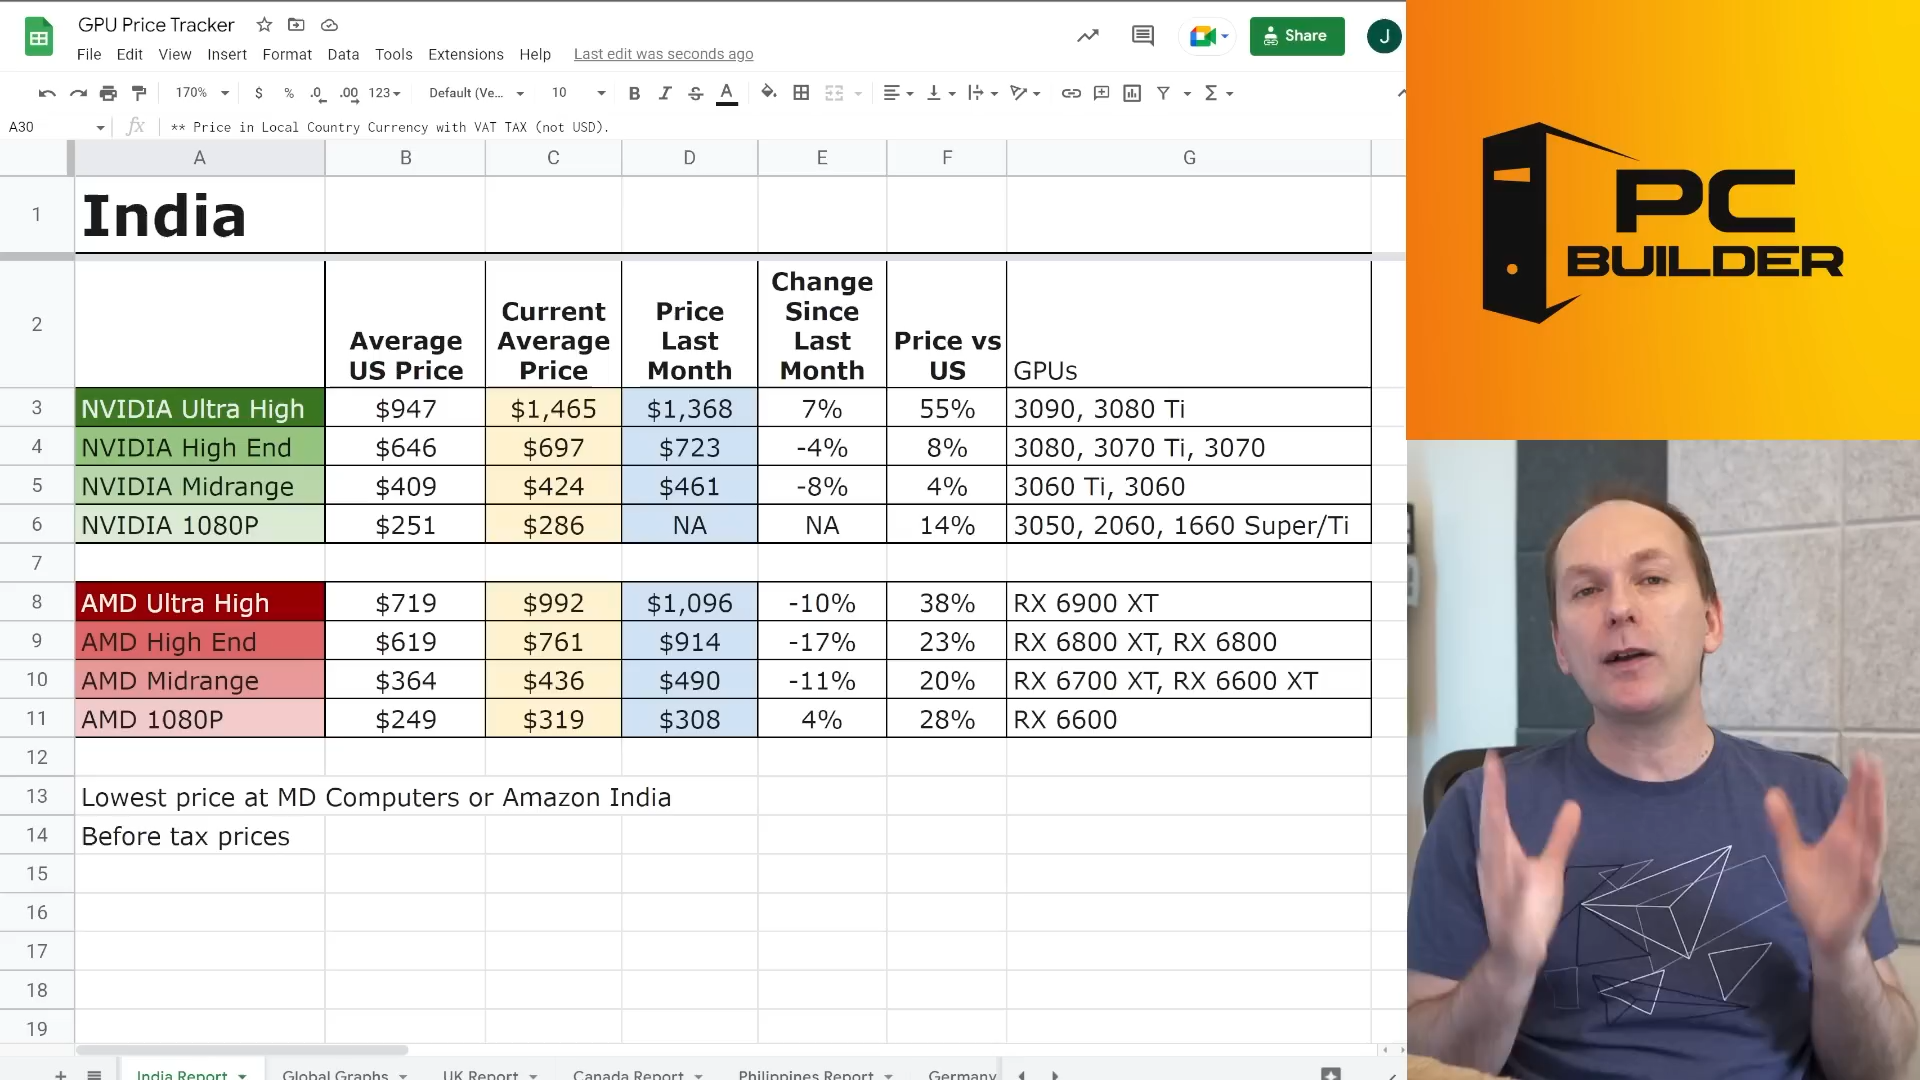 GPU Price Tracker
File Edit View Insert Format Data Tools Extensions Help Last edit was seconds ago
Share
J
170% $ % .0 .00 123 Default (Ve... 10 B I S A
A30 fx ** Price in Local Country Currency with VAT TAX (not USD).
A B C D E F G
1 India
2 Average US Price Current Average Price Price Last Month Change Since Last Month Price vs US GPUs
3 NVIDIA Ultra High $947 $1,465 $1,368 7% 55% 3090, 3080 Ti
4 NVIDIA High End $646 $697 $723 -4% 8% 3080, 3070 Ti, 3070
5 NVIDIA Midrange $409 $424 $461 -8% 4% 3060 Ti, 3060
6 NVIDIA 1080P $251 $286 NA NA 14% 3050, 2060, 1660 Super/Ti
7
8 AMD Ultra High $719 $992 $1,096 -10% 38% RX 6900 XT
9 AMD High End $619 $761 $914 -17% 23% RX 6800 XT, RX 6800
10 AMD Midrange $364 $436 $490 -11% 20% RX 6700 XT, RX 6600 XT
11 AMD 1080P $249 $319 $308 4% 28% RX 6600
12
13 Lowest price at MD Computers or Amazon India
14 Before tax prices
15
16
17
18
19
India Report Global Graphs UK Report Canada Report Philippines Report Germany
PC
BUILDER